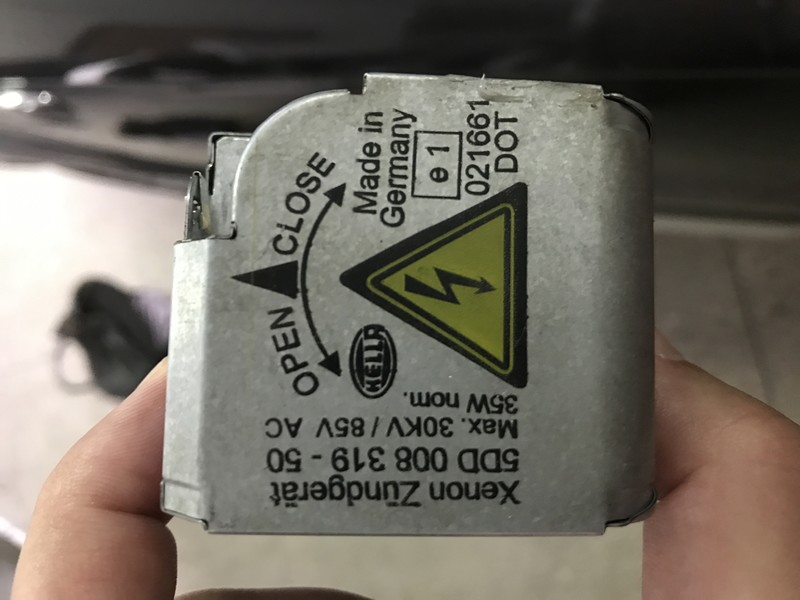 Xenon Zündgerät
5DD 008 319 - 50
Max. 30KV / 85V AC
35W nom.
HELLA
OPEN CLOSE
Made in
Germany
e 1
021661
DOT